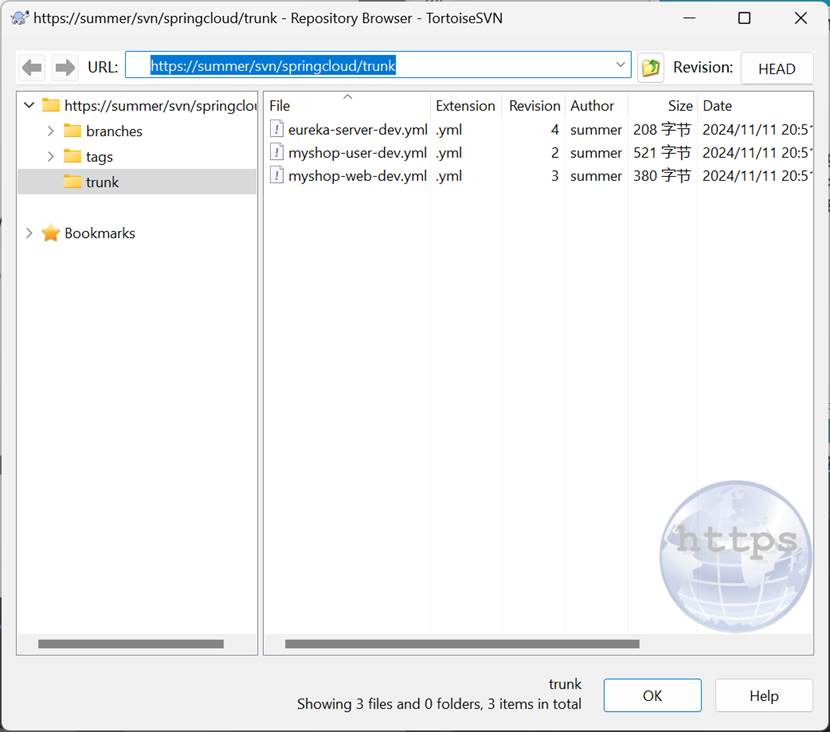 https://summer/svn/springcloud/trunk - Repository Browser - TortoiseSVN
URL: https://summer/svn/springcloud/trunk Revision: HEAD
https://summer/svn/springclou
branches
tags
trunk
Bookmarks
File Extension Revision Author Size Date
eureka-server-dev.yml .yml 4 summer 208 字节 2024/11/11 20:51
myshop-user-dev.yml .yml 2 summer 521 字节 2024/11/11 20:51
myshop-web-dev.yml .yml 3 summer 380 字节 2024/11/11 20:51
https
trunk
Showing 3 files and 0 folders, 3 items in total
OK Help